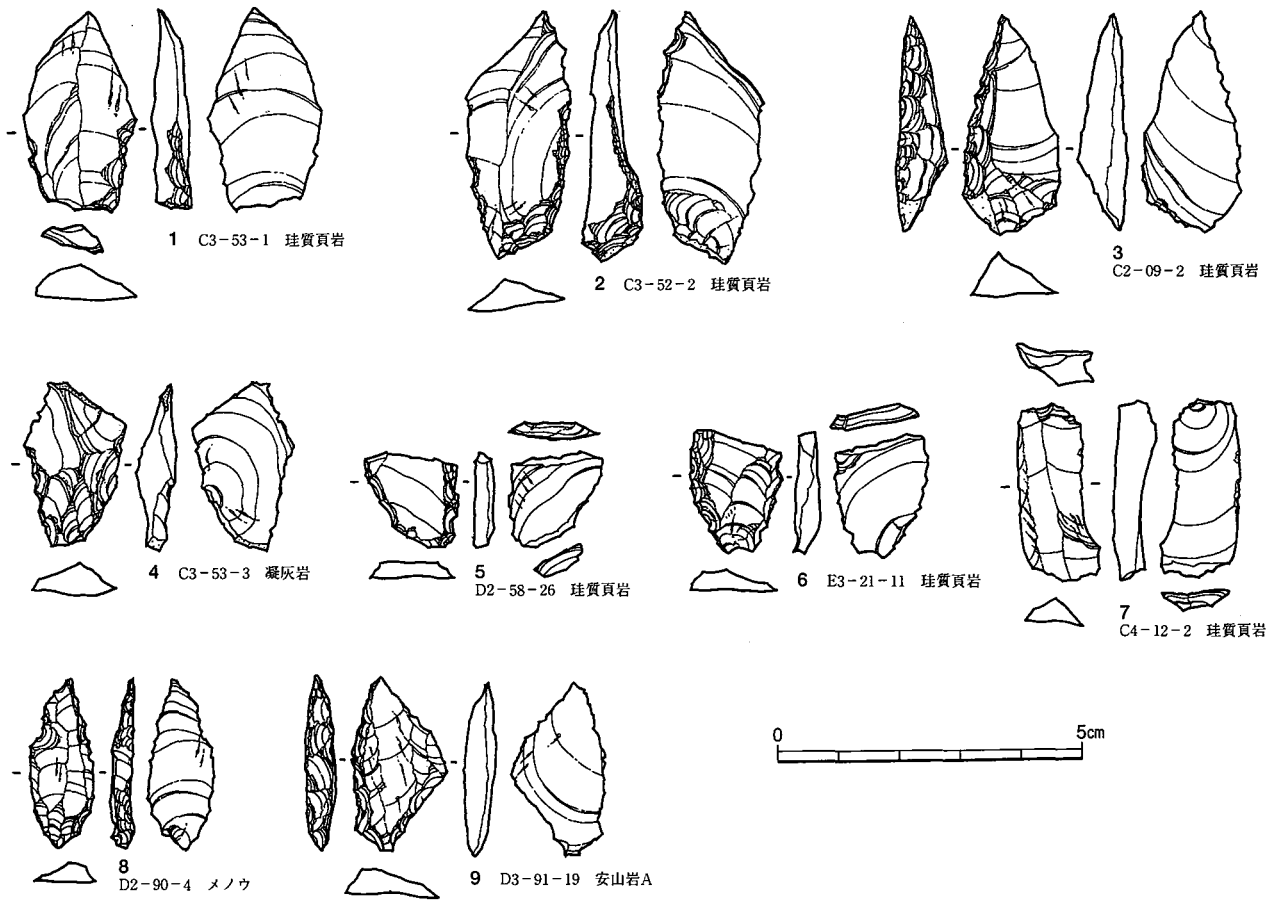 1 C3-53-1 珪質頁岩
2 C3-52-2 珪質頁岩
3
C2-09-2 珪質頁岩
4 C3-53-3 凝灰岩
5
D2-58-26 珪質頁岩
6 E3-21-11 珪質頁岩
7
C4-12-2 珪質頁岩
8
D2-90-4 メノウ
9 D3-91-19 安山岩A
0 5cm